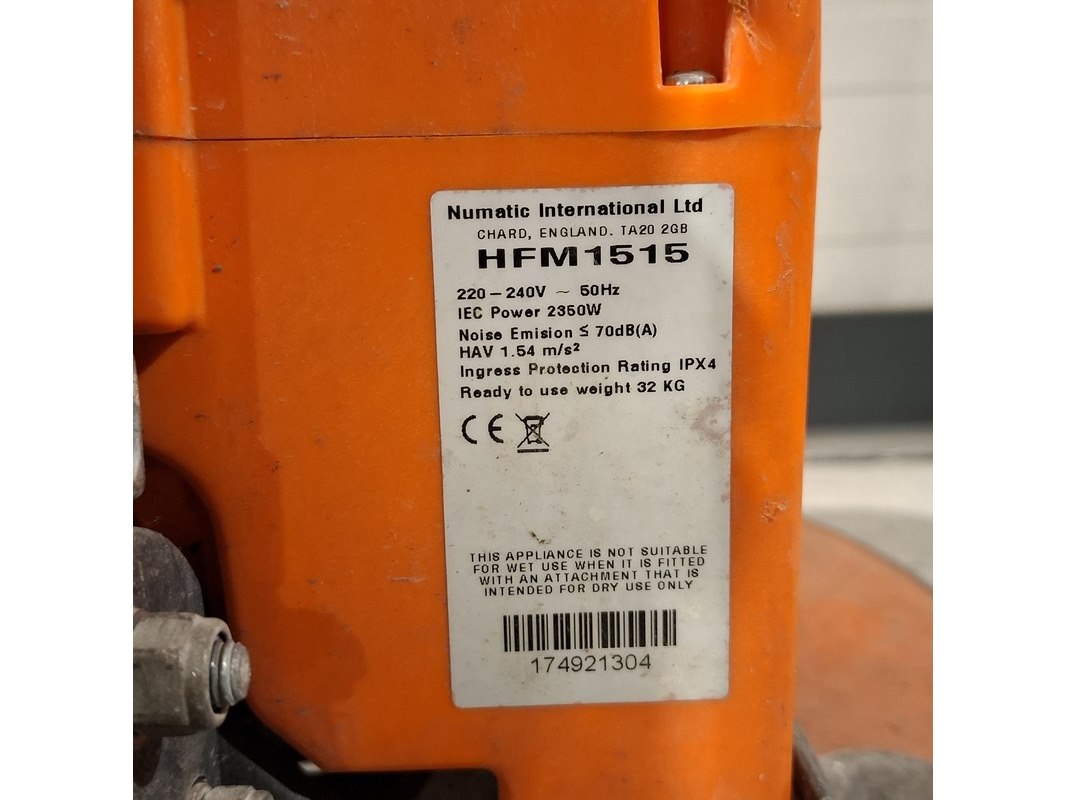 Numatic International Ltd
CHARD, ENGLAND. TA20 2GB
HFM1515
220-240V ~ 50Hz
IEC Power 2350W
Noise Emision ≤ 70dB(A)
HAV 1.54 m/s²
Ingress Protection Rating IPX4
Ready to use weight 32 KG
CE
THIS APPLIANCE IS NOT SUITABLE
FOR WET USE WHEN IT IS FITTED
WITH AN ATTACHMENT THAT IS
INTENDED FOR DRY USE ONLY
174921304